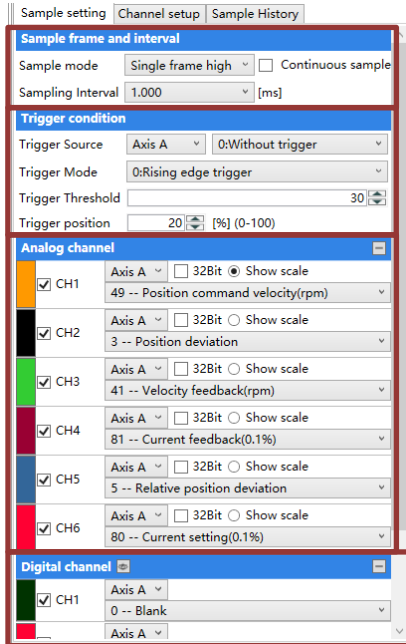 Sample setting Channel setup Sample History
Sample frame and interval
Sample mode Single frame high Continuous sample
Sampling Interval 1.000 [ms]
Trigger condition
Trigger Source Axis A 0:Without trigger
Trigger Mode 0:Rising edge trigger
Trigger Threshold 30
Trigger position 20 [%] (0-100)
Analog channel
Axis A 32Bit Show scale
CH1
49 -- Position command velocity(rpm)
Axis A 32Bit Show scale
CH2
3 -- Position deviation
Axis A 32Bit Show scale
CH3
41 -- Velocity feedback(rpm)
Axis A 32Bit Show scale
CH4
81 -- Current feedback(0.1%)
Axis A 32Bit Show scale
CH5
5 -- Relative position deviation
Axis A 32Bit Show scale
CH6
80 -- Current setting(0.1%)
Digital channel
Axis A
CH1
0 -- Blank
Axis A